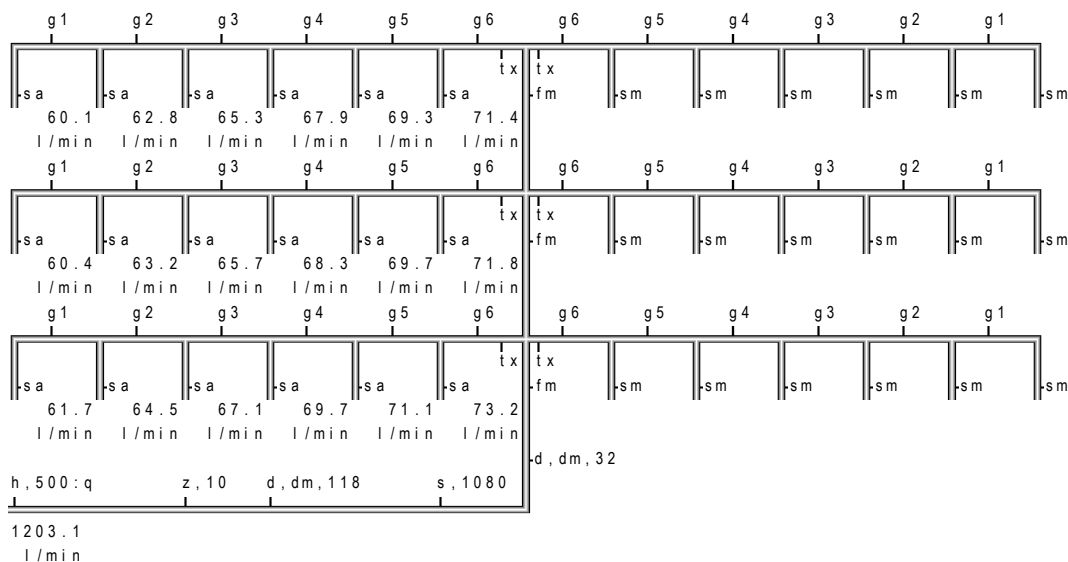 g1 g2 g3 g4 g5 g6 g6 g5 g4 g3 g2 g1
tx tx
sa sa sa sa sa sa fm sm sm sm sm sm sm
60.1 62.8 65.3 67.9 69.3 71.4
l/min l/min l/min l/min l/min l/min
g1 g2 g3 g4 g5 g6 g6 g5 g4 g3 g2 g1
tx tx
sa sa sa sa sa sa fm sm sm sm sm sm sm
60.4 63.2 65.7 68.3 69.7 71.8
l/min l/min l/min l/min l/min l/min
g1 g2 g3 g4 g5 g6 g6 g5 g4 g3 g2 g1
tx tx
sa sa sa sa sa sa fm sm sm sm sm sm sm
61.7 64.5 67.1 69.7 71.1 73.2
l/min l/min l/min l/min l/min l/min
d,dm,32
h,500:q z,10 d,dm,118 s,1080
1203.1
l/min